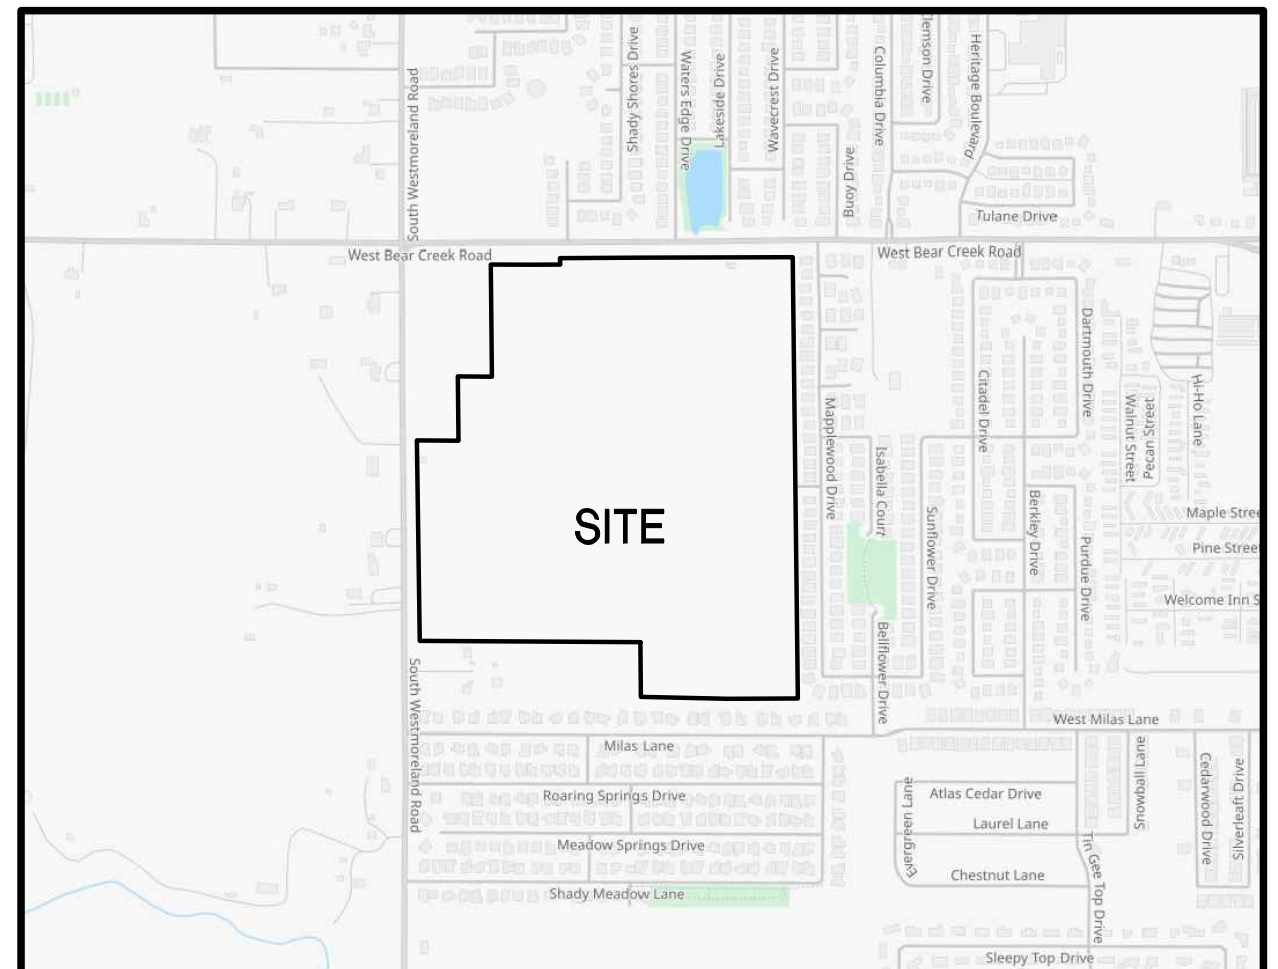 Shady Shores Drive
Waters Edge Drive
Lakeside Drive
Wavecrest Drive
Columbia Drive
Clemson Drive
Heritage Boulevard
South Westmoreland Road
Buoy Drive
Tulane Drive
West Bear Creek Road
West Bear Creek Road
Dartmouth Drive
Citadel Drive
Hi-Ho Lane
Walnut Street
Pecan Street
Mapplewood Drive
Isabella Court
Sunflower Drive
Berkley Drive
Purdue Drive
SITE
Maple Stree
Pine Street
Welcome Inn S
Bellflower Drive
South Westmoreland Road
West Milas Lane
Milas Lane
Snowball Lane
Cedarwood Drive
Silverleaft Drive
Roaring Springs Drive
Evergreen Lane
Atlas Cedar Drive
Laurel Lane
Meadow Springs Drive
Tin Gee Top Drive
Chestnut Lane
Shady Meadow Lane
Sleepy Top Drive